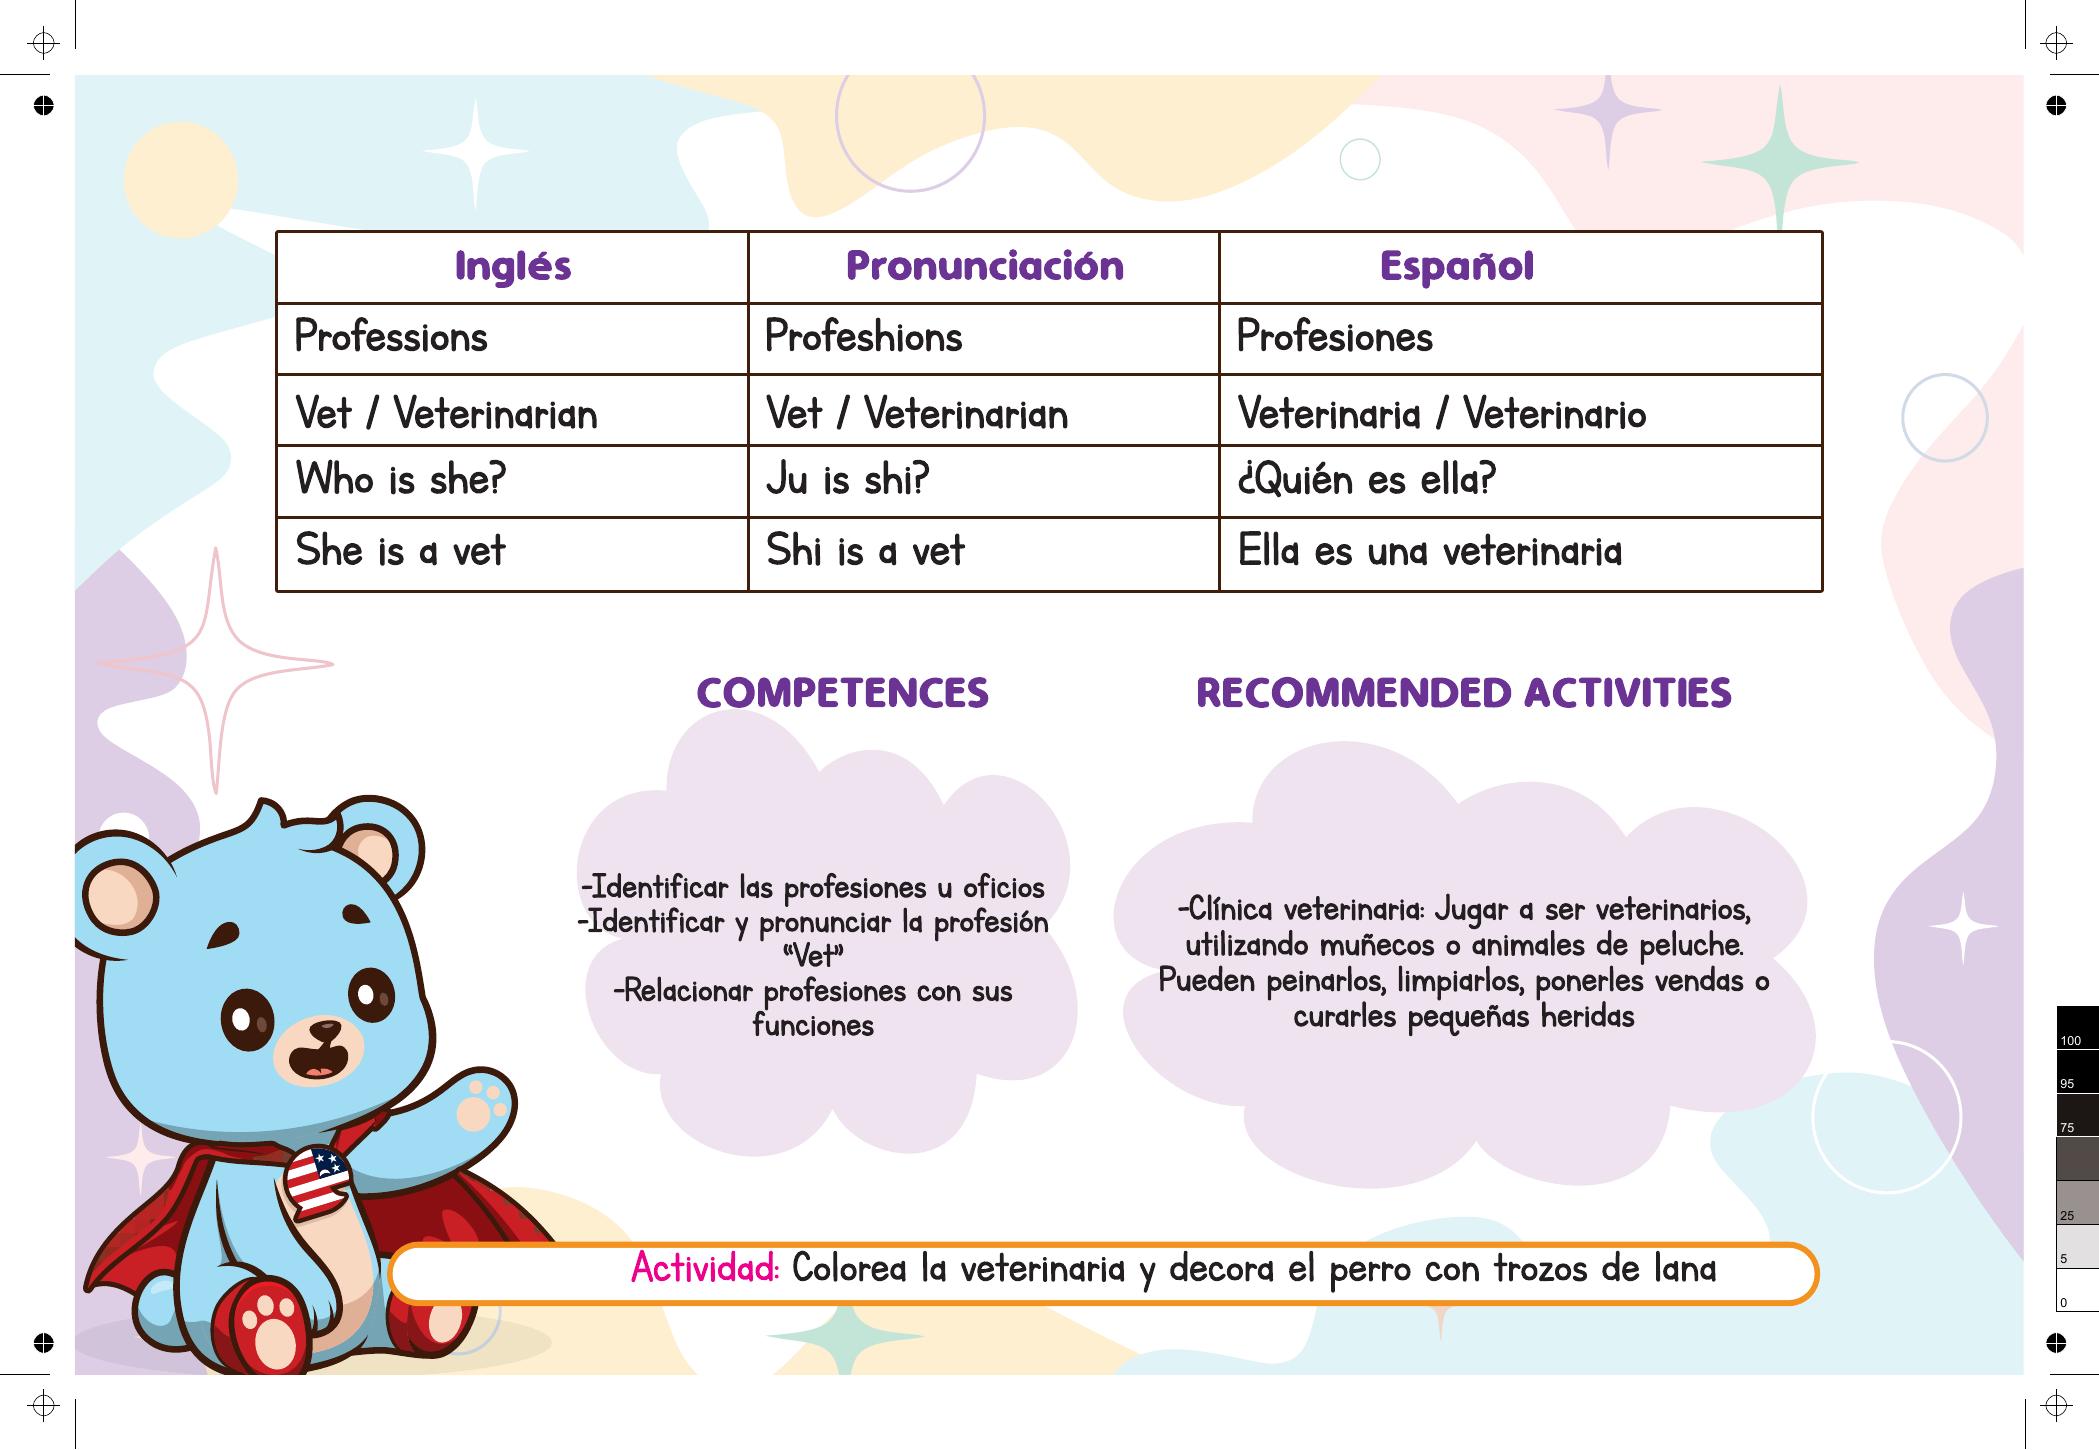 Inglés Pronunciación Español
Professions Profeshions Profesiones
Vet / Veterinarian Vet / Veterinarian Veterinaria / Veterinario
Who is she? Ju is shi? ¿Quién es ella?
She is a vet Shi is a vet Ella es una veterinaria
COMPETENCES
-Identificar las profesiones u oficios
-Identificar y pronunciar la profesión
“Vet”
-Relacionar profesiones con sus
funciones
RECOMMENDED ACTIVITIES
-Clínica veterinaria: Jugar a ser veterinarios,
utilizando muñecos o animales de peluche.
Pueden peinarlos, limpiarlos, ponerles vendas o
curarles pequeñas heridas
Actividad: Colorea la veterinaria y decora el perro con trozos de lana
100
95
75
25
5
0